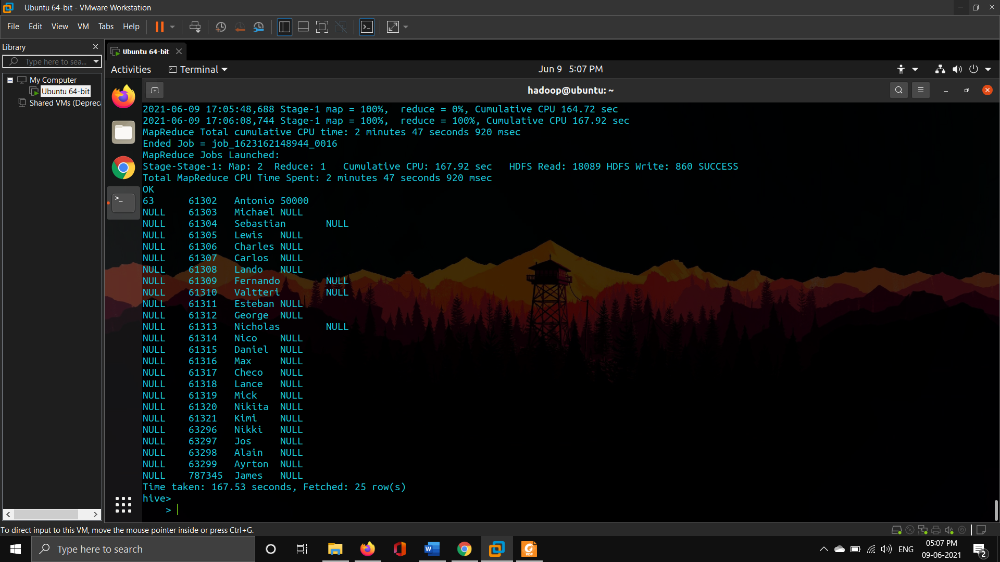 Ubuntu 64-bit - VMware Workstation
File Edit View VM Tabs Help
Library
Type here to sea...
My Computer
Ubuntu 64-bit
Shared VMs (Depreca
Ubuntu 64-bit
Activities Terminal Jun 9 5:07 PM
hadoop@ubuntu: ~
2021-06-09 17:05:48,688 Stage-1 map = 100%, reduce = 0%, Cumulative CPU 164.72 sec
2021-06-09 17:06:08,744 Stage-1 map = 100%, reduce = 100%, Cumulative CPU 167.92 sec
MapReduce Total cumulative CPU time: 2 minutes 47 seconds 920 msec
Ended Job = job_1623162148944_0016
MapReduce Jobs Launched:
Stage-Stage-1: Map: 2 Reduce: 1 Cumulative CPU: 167.92 sec HDFS Read: 18089 HDFS Write: 860 SUCCESS
Total MapReduce CPU Time Spent: 2 minutes 47 seconds 920 msec
OK
63 61302 Antonio 50000
NULL 61303 Michael NULL
NULL 61304 Sebastian NULL
NULL 61305 Lewis NULL
NULL 61306 Charles NULL
NULL 61307 Carlos NULL
NULL 61308 Lando NULL
NULL 61309 Fernando NULL
NULL 61310 Valtteri NULL
NULL 61311 Esteban NULL
NULL 61312 George NULL
NULL 61313 Nicholas NULL
NULL 61314 Nico NULL
NULL 61315 Daniel NULL
NULL 61316 Max NULL
NULL 61317 Checo NULL
NULL 61318 Lance NULL
NULL 61319 Mick NULL
NULL 61320 Nikita NULL
NULL 61321 Kimi NULL
NULL 63296 Nikki NULL
NULL 63297 Jos NULL
NULL 63298 Alain NULL
NULL 63299 Ayrton NULL
NULL 787345 James NULL
Time taken: 167.53 seconds, Fetched: 25 row(s)
hive>
>
To direct input to this VM, move the mouse pointer inside or press Ctrl+G.
Type here to search
ENG
05:07 PM
09-06-2021
2